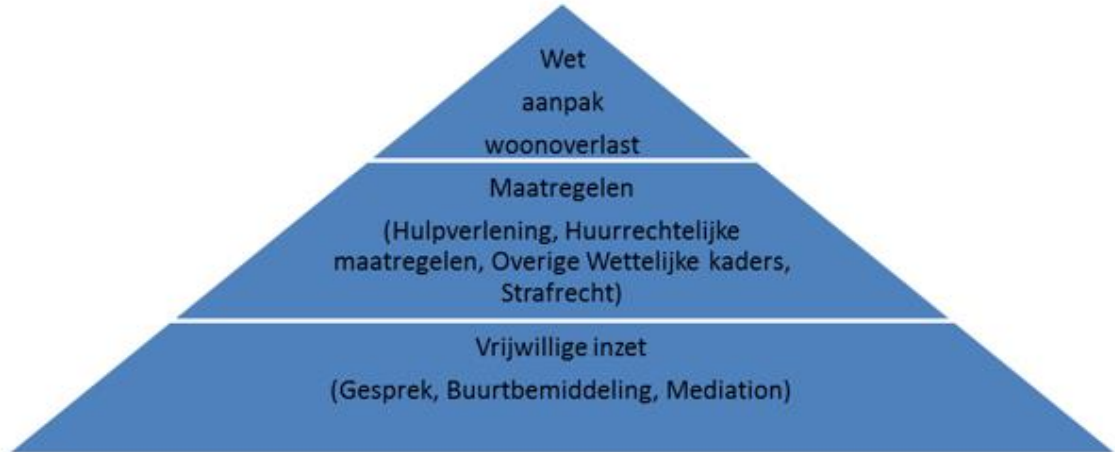 Wet
aanpak
woonoverlast
Maatregelen
(Hulpverlening, Huurrechtelijke
maatregelen, Overige Wettelijke kaders,
Strafrecht)
Vrijwillige inzet
(Gesprek, Buurtbemiddeling, Mediation)